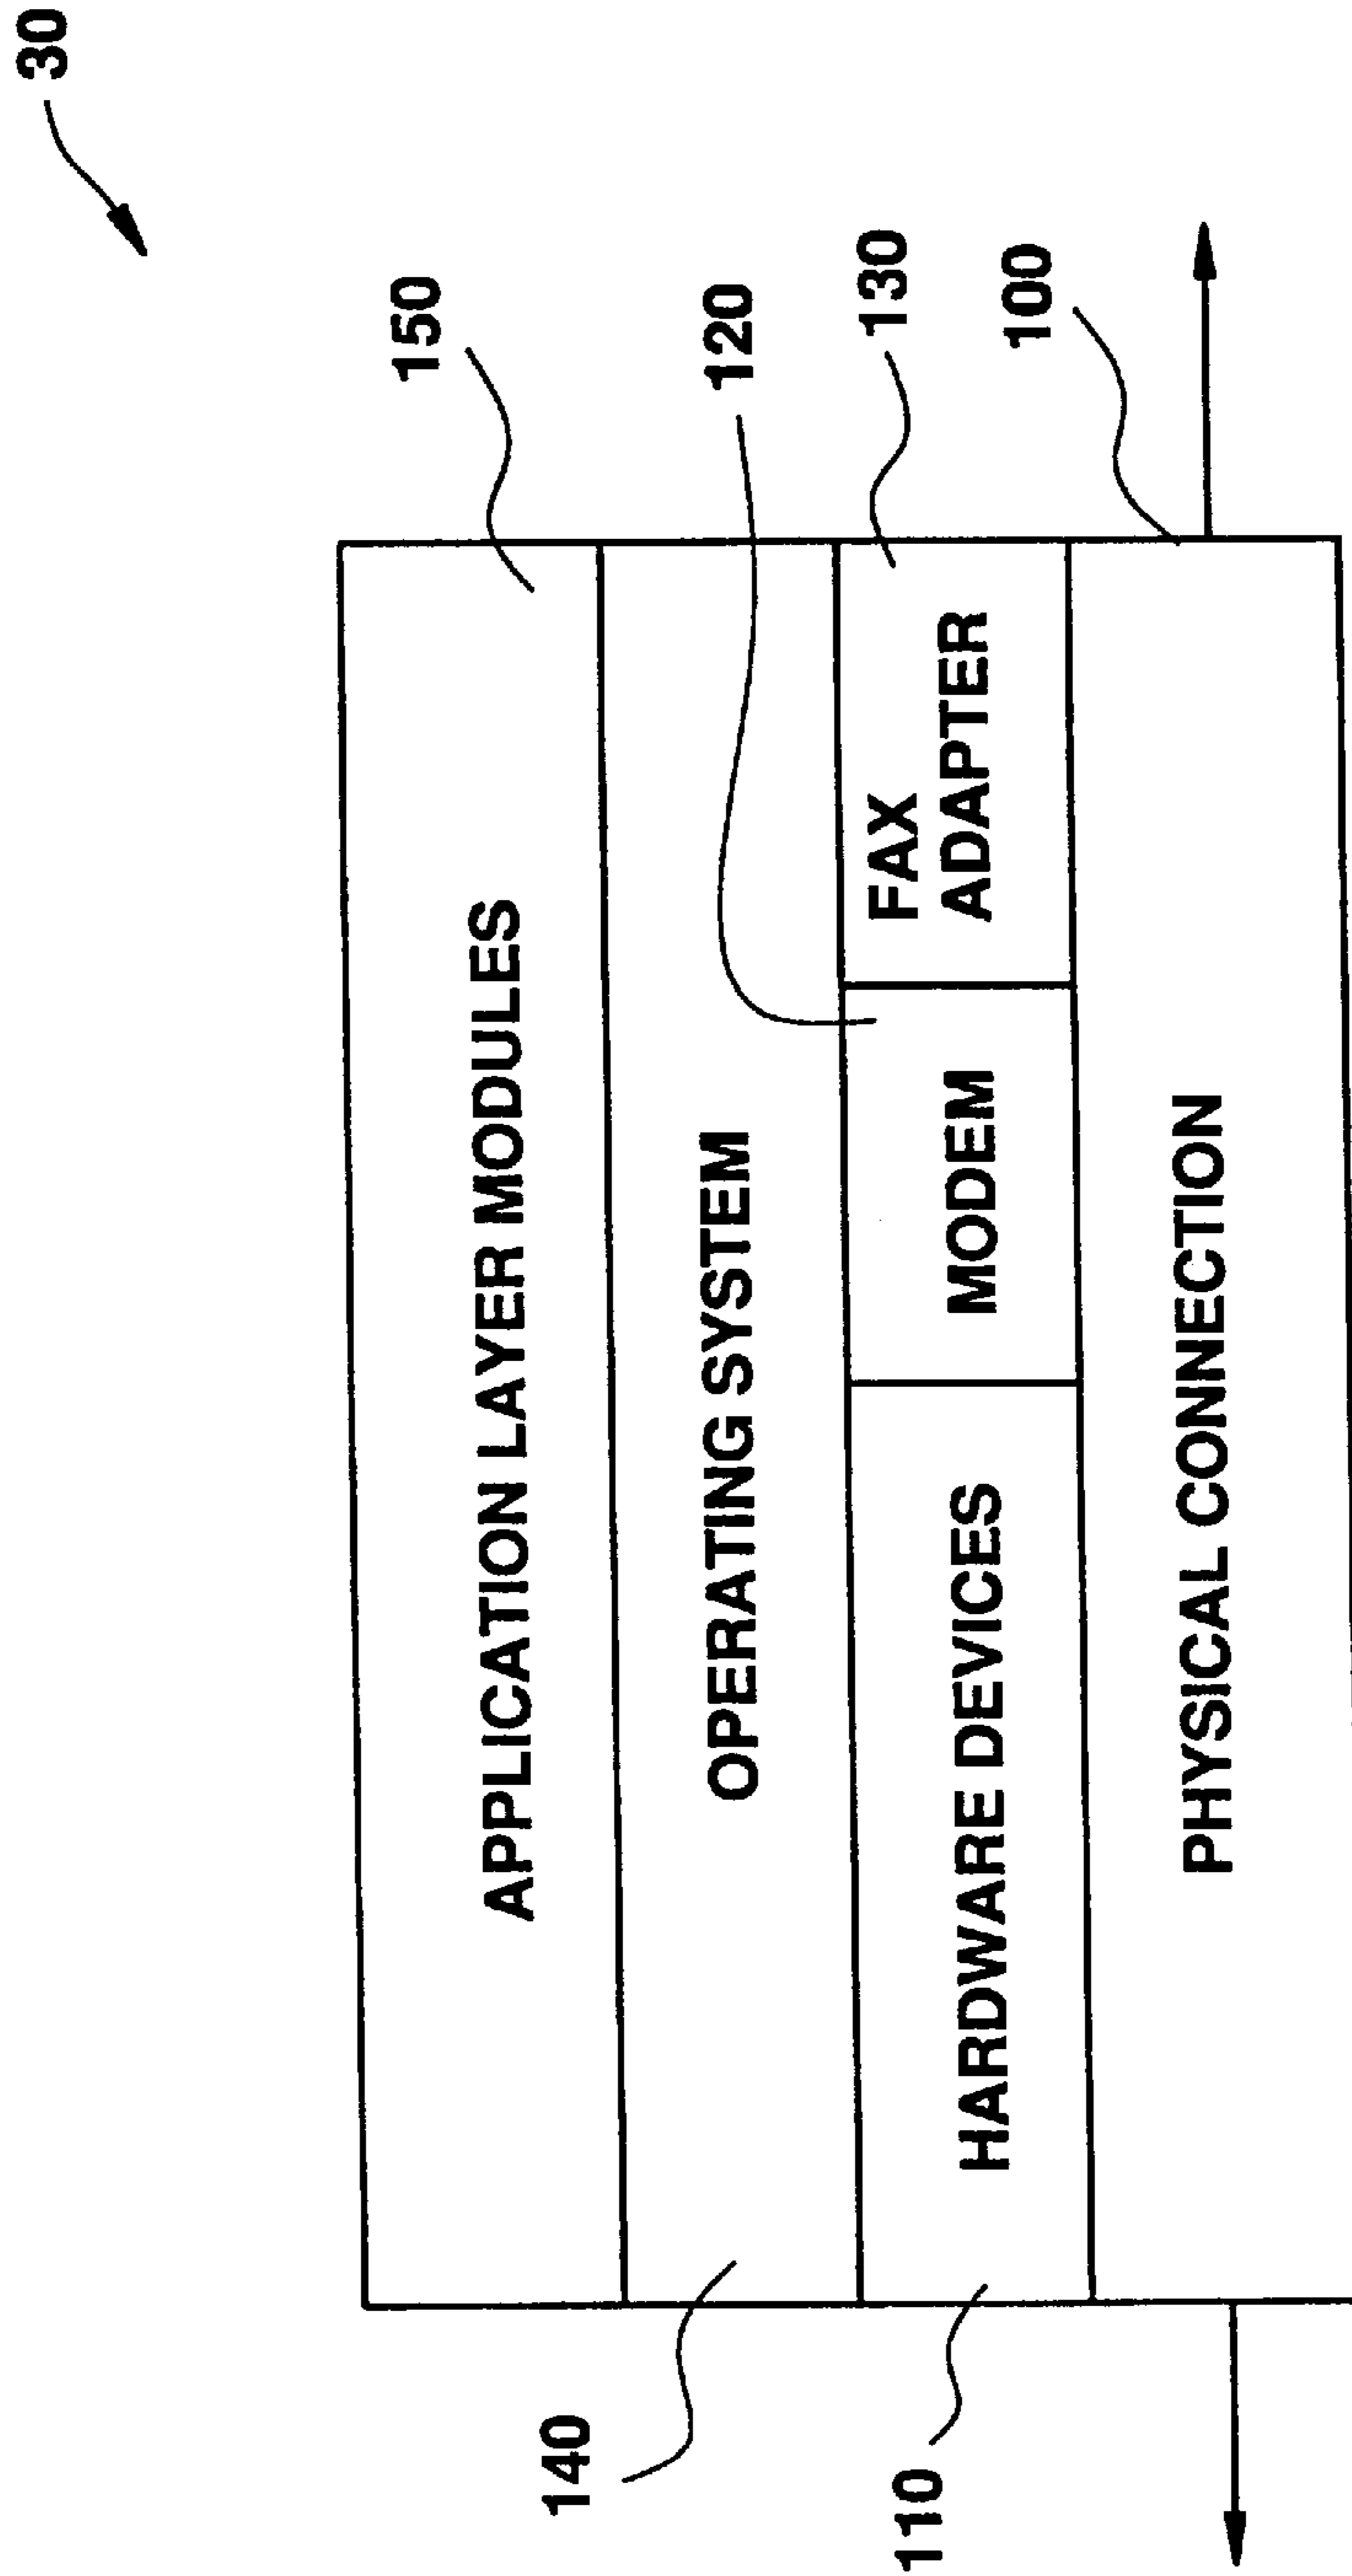 30
150
APPLICATION LAYER MODULES
140
OPERATING SYSTEM
120
110
HARDWARE DEVICES
MODEM
FAX
ADAPTER
130
PHYSICAL CONNECTION
100